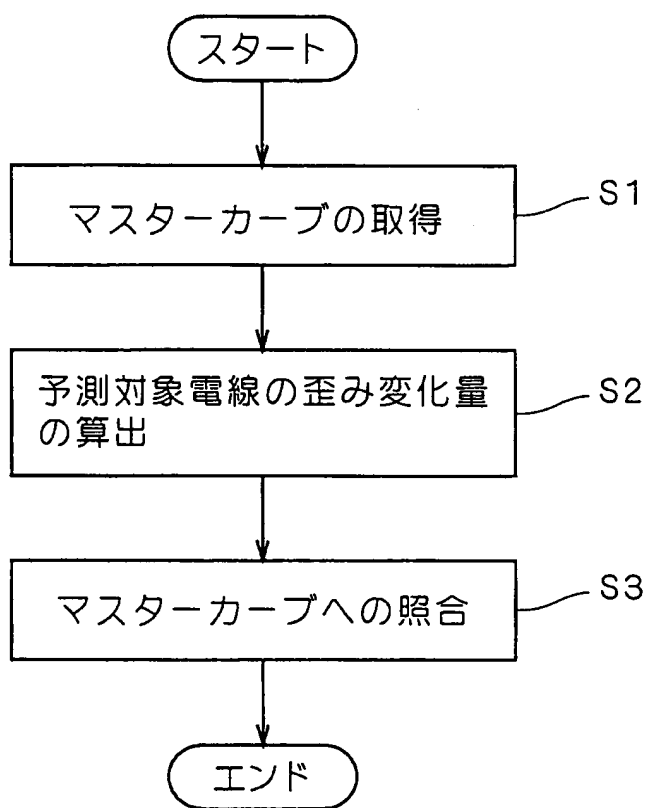 スタート
マスターカーブの取得
S1
予測対象電線の歪み変化量
の算出
S2
マスターカーブへの照合
S3
エンド